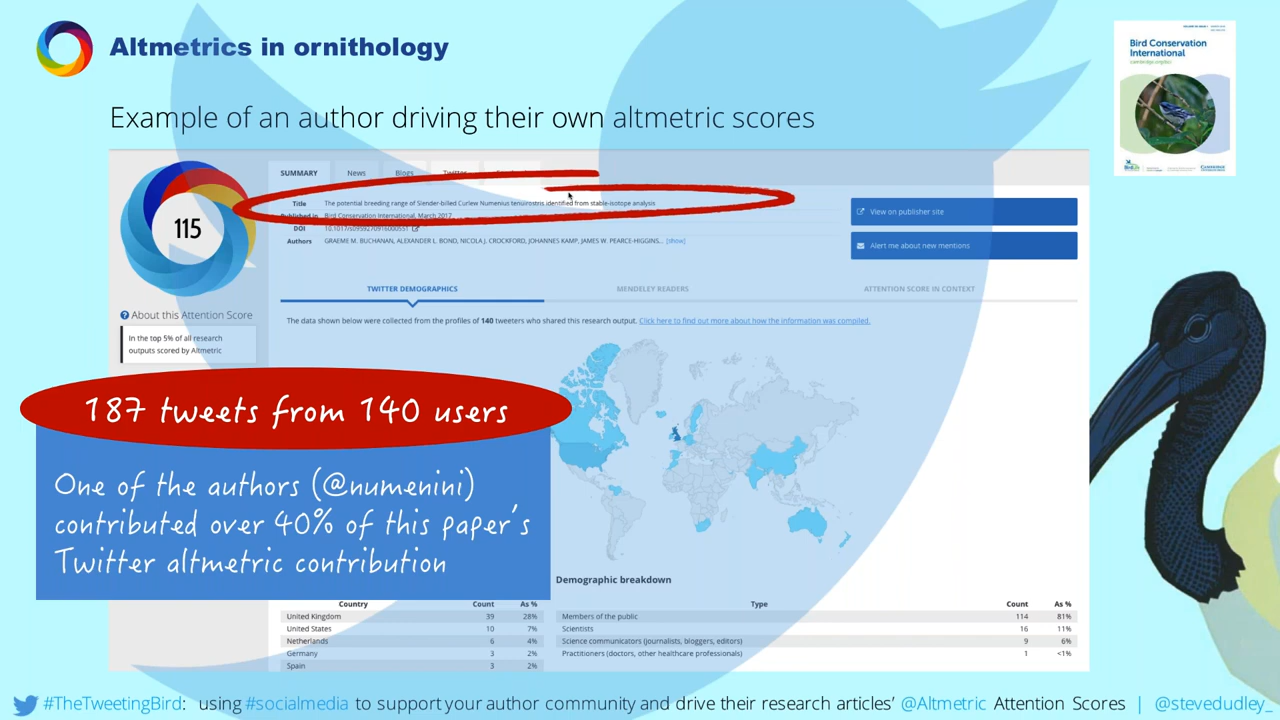 Altmetrics in ornithology
Bird Conservation
International
Example of an author driving their own altmetric scores
115
SUMMARY News Blogs Twitter
Title The potential breeding range of Slender-billed Curlew Numenius tenuirostris identified from stable-isotope analysis
Published in Bird Conservation International, March 2017
DOI 10.1017/s0959270916000551
Authors GRAEME M. BUCHANAN, ALEXANDER L. BOND, NICOLA J. CROCKFORD, JOHANNES KAMP, JAMES W. PEARCE-HIGGINS... [show]
View on publisher site
Alert me about new mentions
TWITTER DEMOGRAPHICS MENDELEY READERS ATTENTION SCORE IN CONTEXT
About this Attention Score
In the top 5% of all research
outputs scored by Altmetric
The data shown below were collected from the profiles of 140 tweeters who shared this research output. Click here to find out more about how the information was compiled.
187 tweets from 140 users
One of the authors (@numenini)
contributed over 40% of this paper's
Twitter altmetric contribution
Demographic breakdown
Country Count As %
United Kingdom 39 28%
United States 10 7%
Netherlands 6 4%
Germany 3 2%
Spain 3 2%
Type Count As %
Members of the public 114 81%
Scientists 16 11%
Science communicators (journalists, bloggers, editors) 9 6%
Practitioners (doctors, other healthcare professionals) 1 <1%
#TheTweetingBird: using #socialmedia to support your author community and drive their research articles' @Altmetric Attention Scores | @stevedudley_